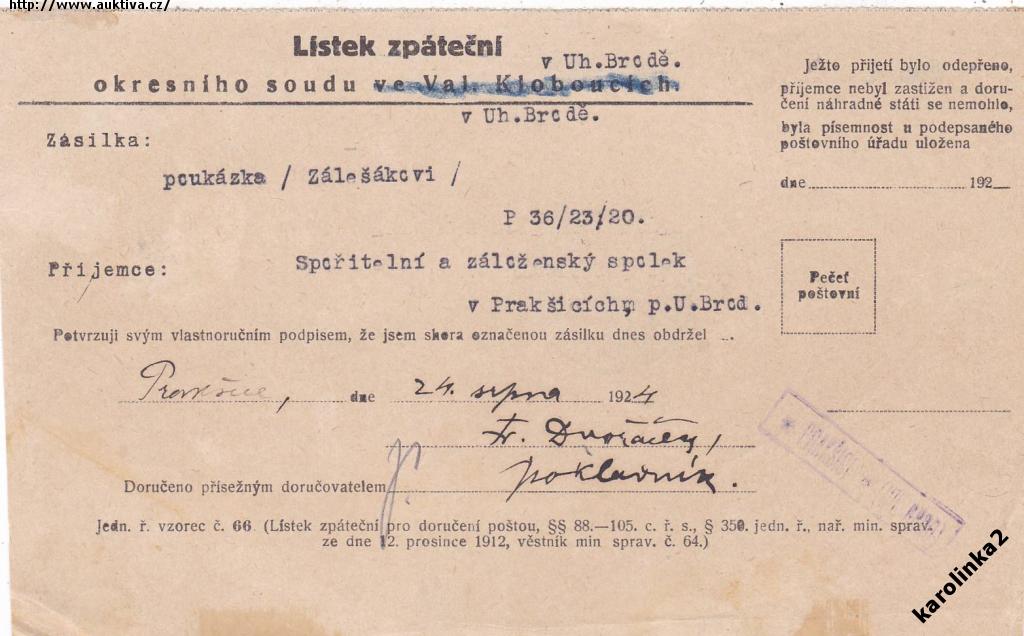 http://www.auktiva.cz/
Lístek zpáteční
v Uh.Brodě.
okresního soudu ve Val. Kloboucích.
v Uh.Brodě.
Zásilka:
poukázka / Zálešákovi /
P 36/23/20.
Příjemce:
Spořitelní a záloženský spolek
v Prakšicích, p.U.Brod.
Potvrzuji svým vlastnoručním podpisem, že jsem shora označenou zásilku dnes obdržel ...
Prakšice, dne 24. srpna 1924
Fr. Dvořáček,
pokladník.
Doručeno přísežným doručovatelem
Jedn. ř. vzorec č. 66. (Lístek zpáteční pro doručení poštou, §§ 88.—105. c. ř. s., § 350. jedn. ř., nař. min. sprav.
ze dne 12. prosince 1912, věstník min sprav. č. 64.)
Ježto přijetí bylo odepřeno,
příjemce nebyl zastižen a doru-
čení náhradné státi se nemohlo,
byla písemnost u podepsaného
poštovního úřadu uložena
dne 192
Pečeť
poštovní
karolinka2